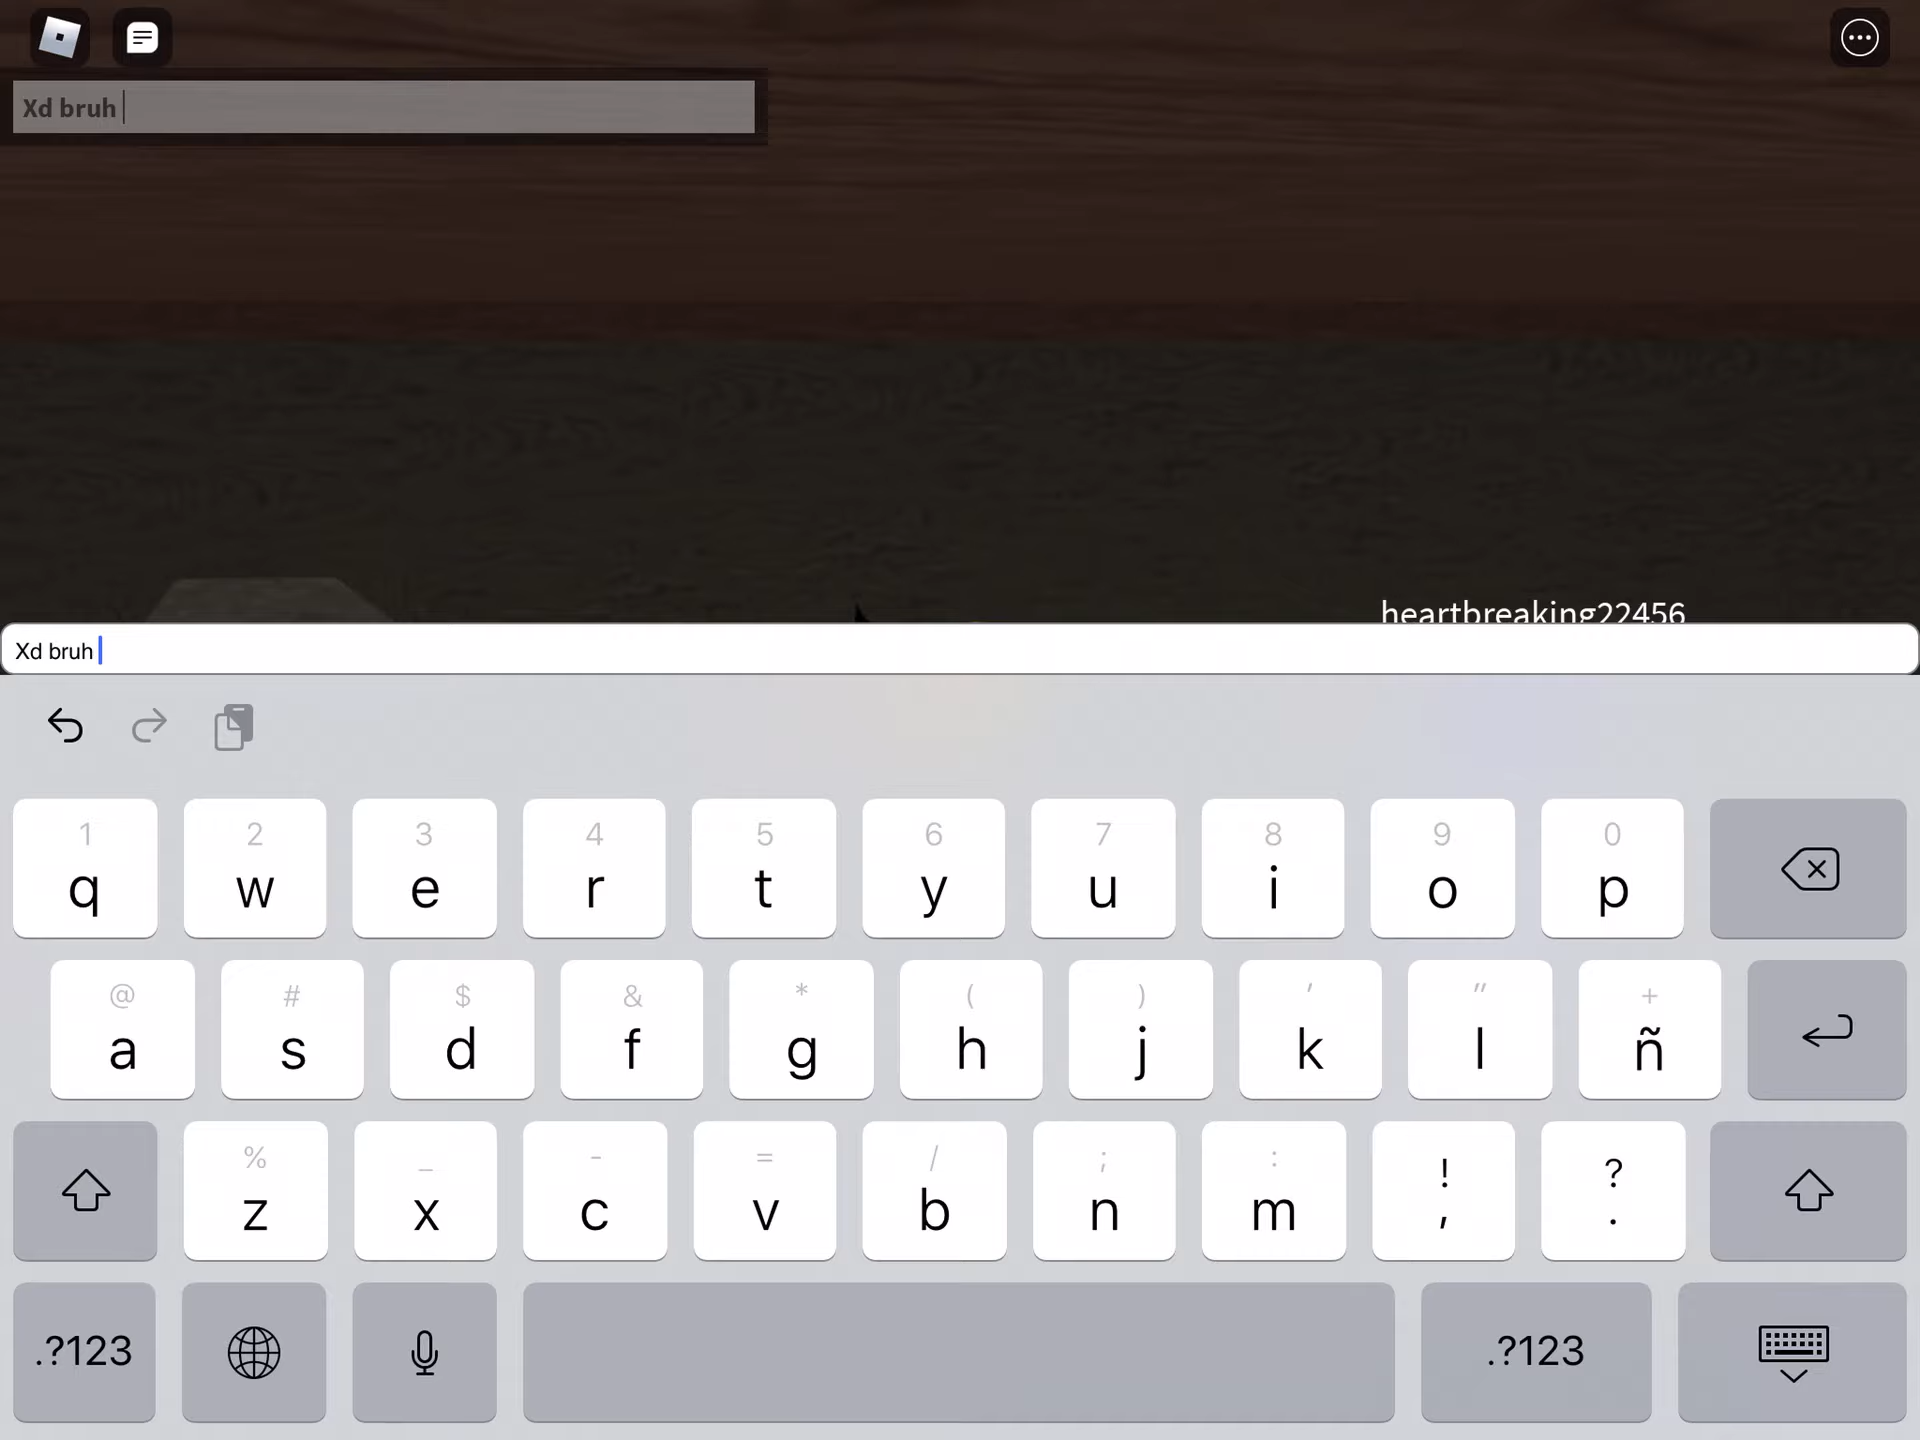 Xd bruh
heartbreaking22456
Xd bruh
1 2 3 4 5 6 7 8 9 0
q w e r t y u i o p
@ # $ & * ( ) ' " +
a s d f g h j k l ñ
% _ - = / ; : ! ?
z x c v b n m , .
.?123 .?123